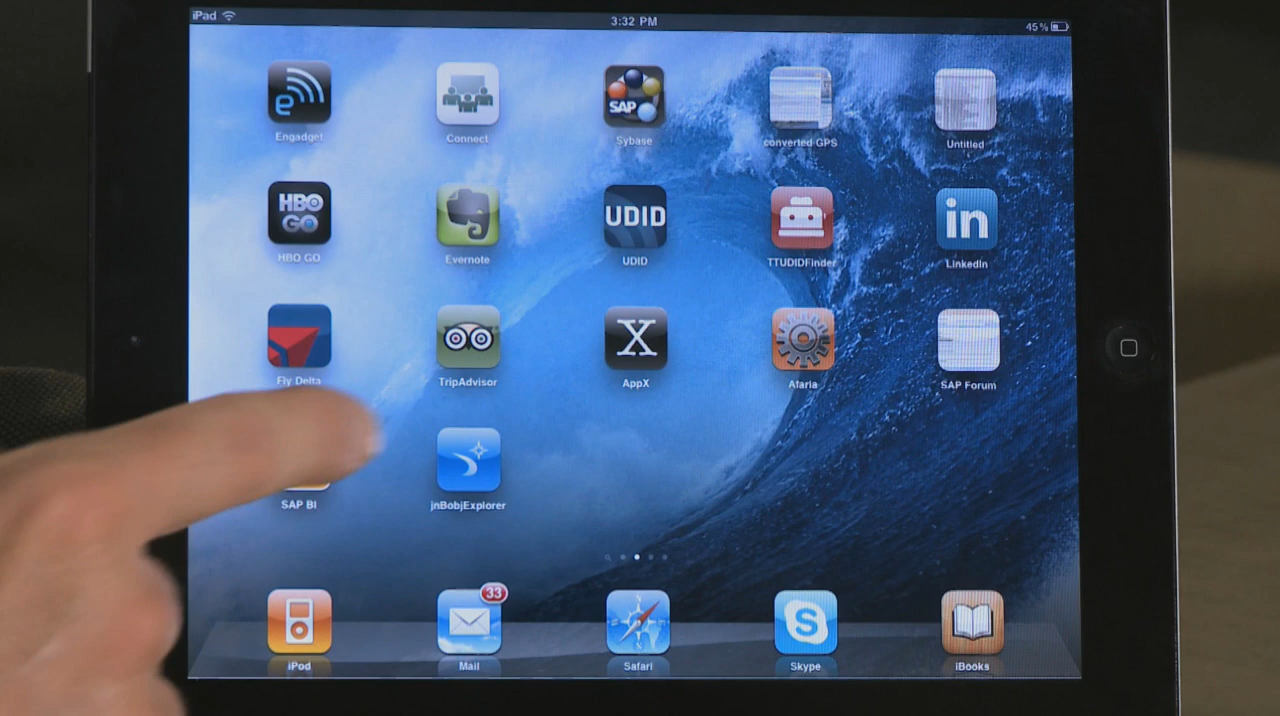 iPad 3:32 PM 45%
e
SAP
Engadget Connect Sybase converted GPS Untitled
HBO GO UDID in
HBO GO Evernote UDID TTUDIDFinder LinkedIn
X
Fly Delta TripAdvisor AppX Afaria SAP Forum
SAP BI jnBobjExplorer
33
N S
iPod Mail Safari Skype iBooks